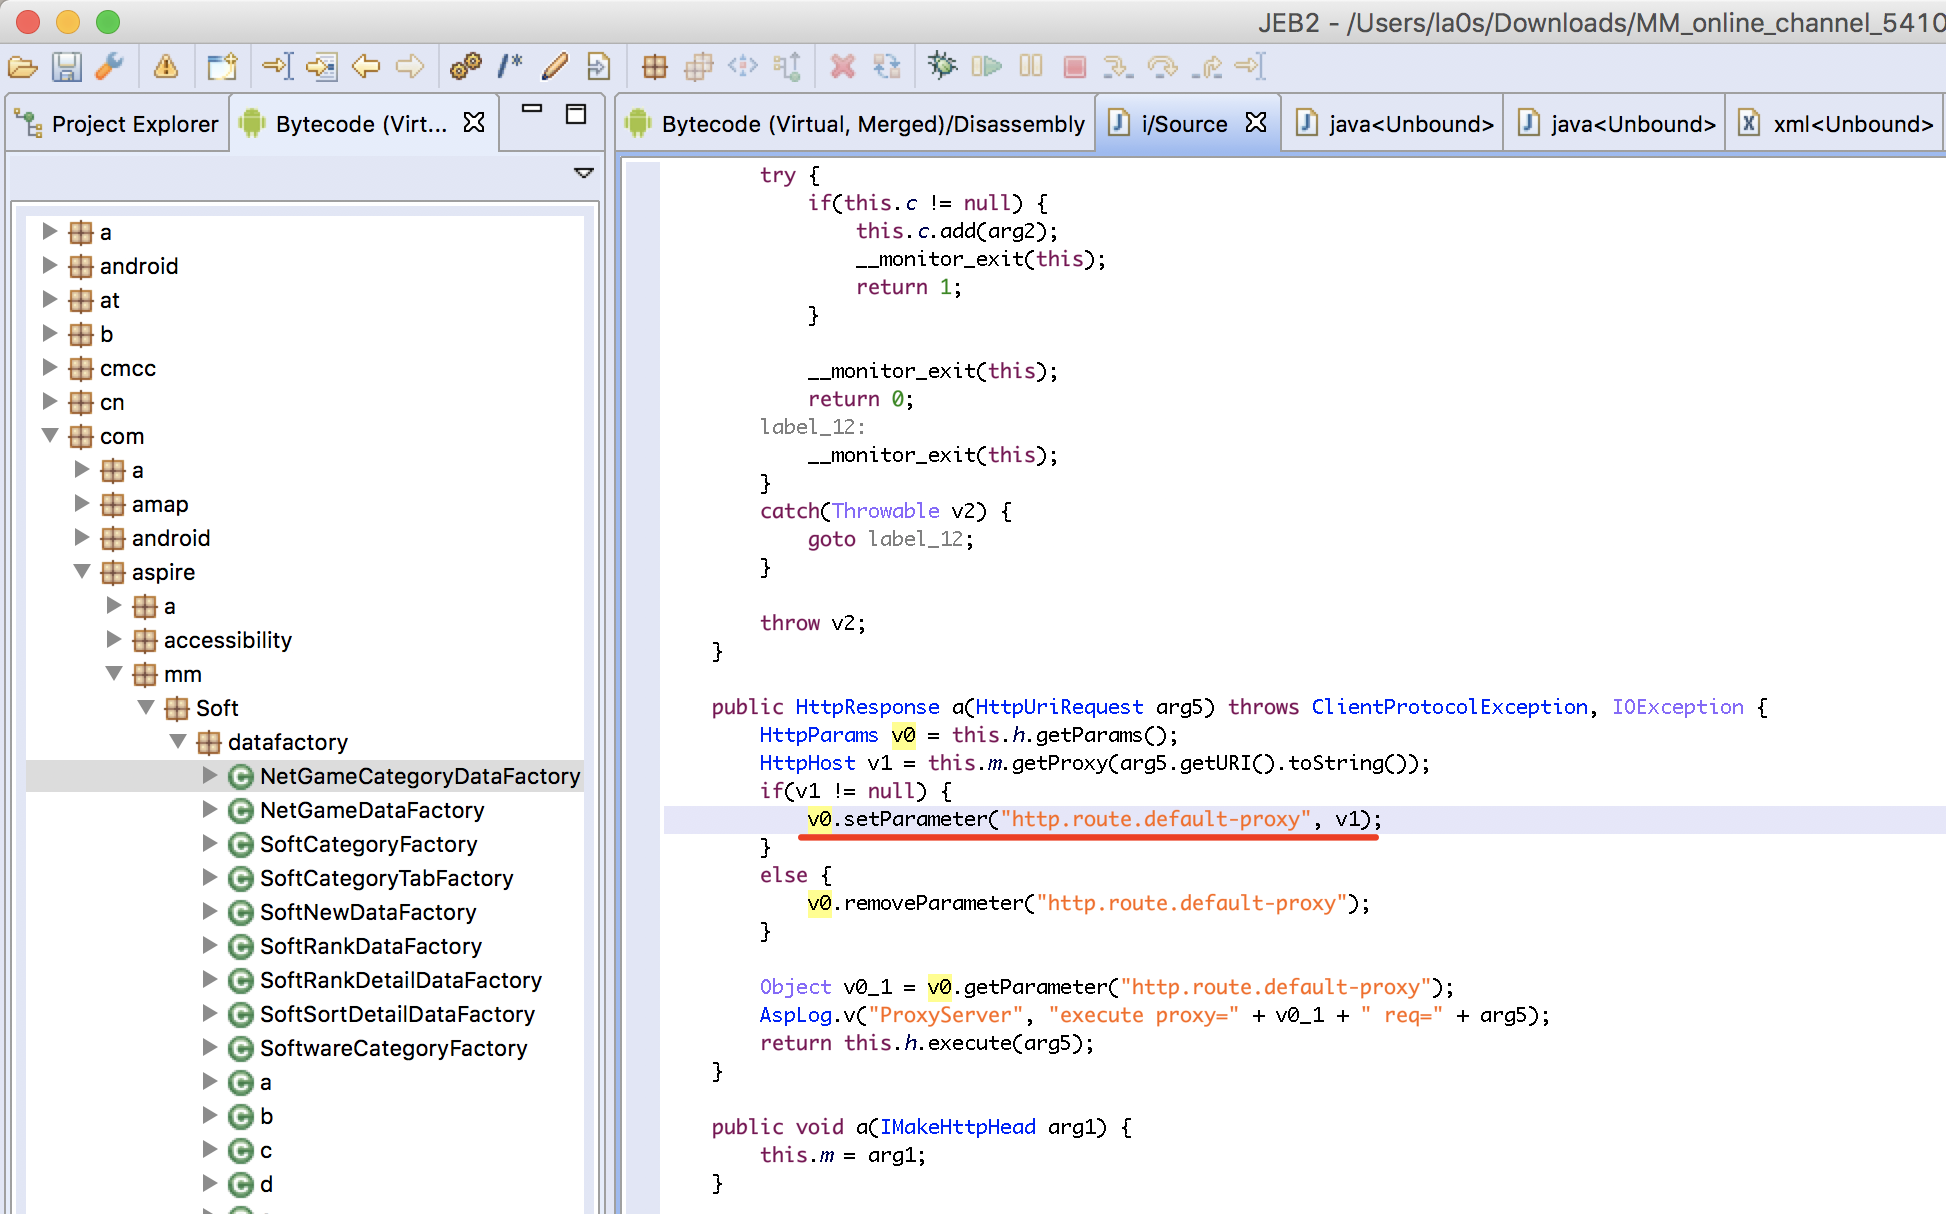 JEB2 - /Users/la0s/Downloads/MM_online_channel_5410
Project Explorer
Bytecode (Virt...
Bytecode (Virtual, Merged)/Disassembly
i/Source
java<Unbound>
java<Unbound>
xml<Unbound>
a
android
at
b
cmcc
cn
com
a
amap
android
aspire
a
accessibility
mm
Soft
datafactory
NetGameCategoryDataFactory
NetGameDataFactory
SoftCategoryFactory
SoftCategoryTabFactory
SoftNewDataFactory
SoftRankDataFactory
SoftRankDetailDataFactory
SoftSortDetailDataFactory
SoftwareCategoryFactory
a
b
c
d
try {
if(this.c != null) {
this.c.add(arg2);
__monitor_exit(this);
return 1;
}
__monitor_exit(this);
return 0;
label_12:
__monitor_exit(this);
}
catch(Throwable v2) {
goto label_12;
}
throw v2;
}
public HttpResponse a(HttpUriRequest arg5) throws ClientProtocolException, IOException {
HttpParams v0 = this.h.getParams();
HttpHost v1 = this.m.getProxy(arg5.getURI().toString());
if(v1 != null) {
v0.setParameter("http.route.default-proxy", v1);
}
else {
v0.removeParameter("http.route.default-proxy");
}
Object v0_1 = v0.getParameter("http.route.default-proxy");
AspLog.v("ProxyServer", "execute proxy=" + v0_1 + " req=" + arg5);
return this.h.execute(arg5);
}
public void a(IMakeHttpHead arg1) {
this.m = arg1;
}